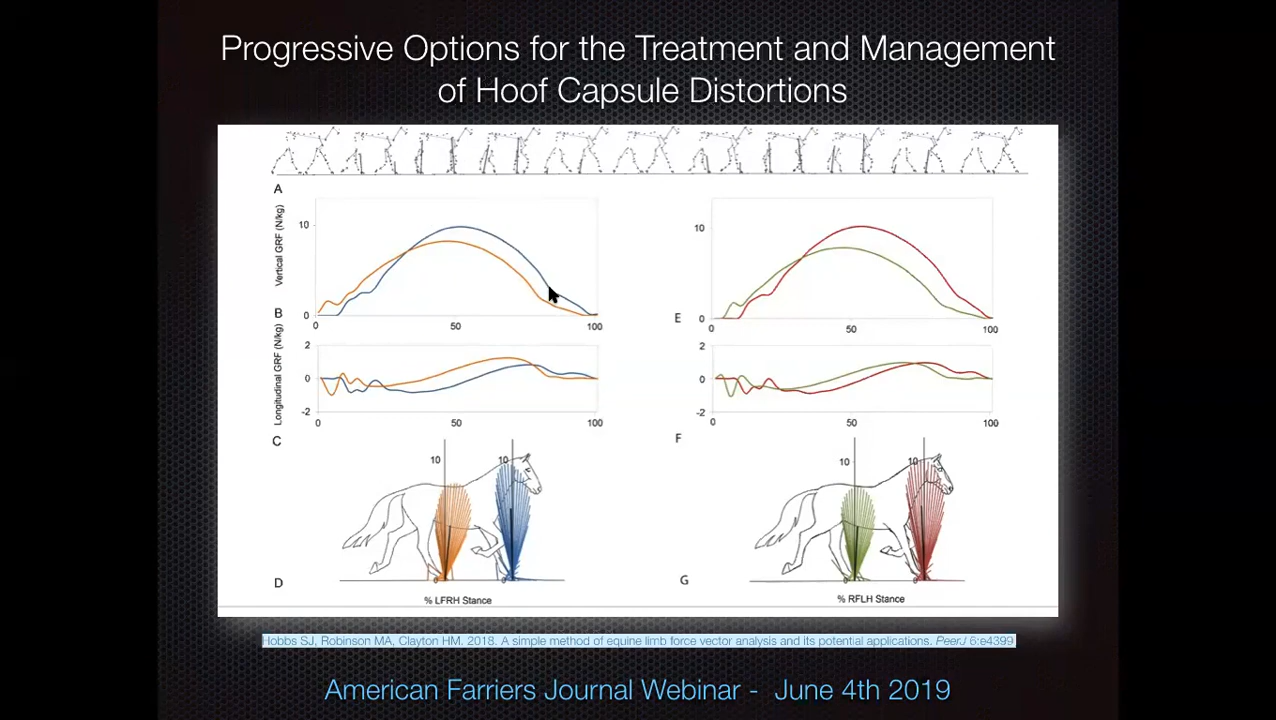 Progressive Options for the Treatment and Management
of Hoof Capsule Distortions
A
Vertical GRF (N/kg)
10
0
B
0 50 100
10
0
E
0 50 100
Longitudinal GRF (N/kg)
2
0
-2
C
0 50 100
2
0
-2
F
0 50 100
10 10
0 0
D
% LFRH Stance
10 10
0 0
G
% RFLH Stance
Hobbs SJ, Robinson MA, Clayton HM. 2018. A simple method of equine limb force vector analysis and its potential applications. PeerJ 6:e4399
American Farriers Journal Webinar - June 4th 2019